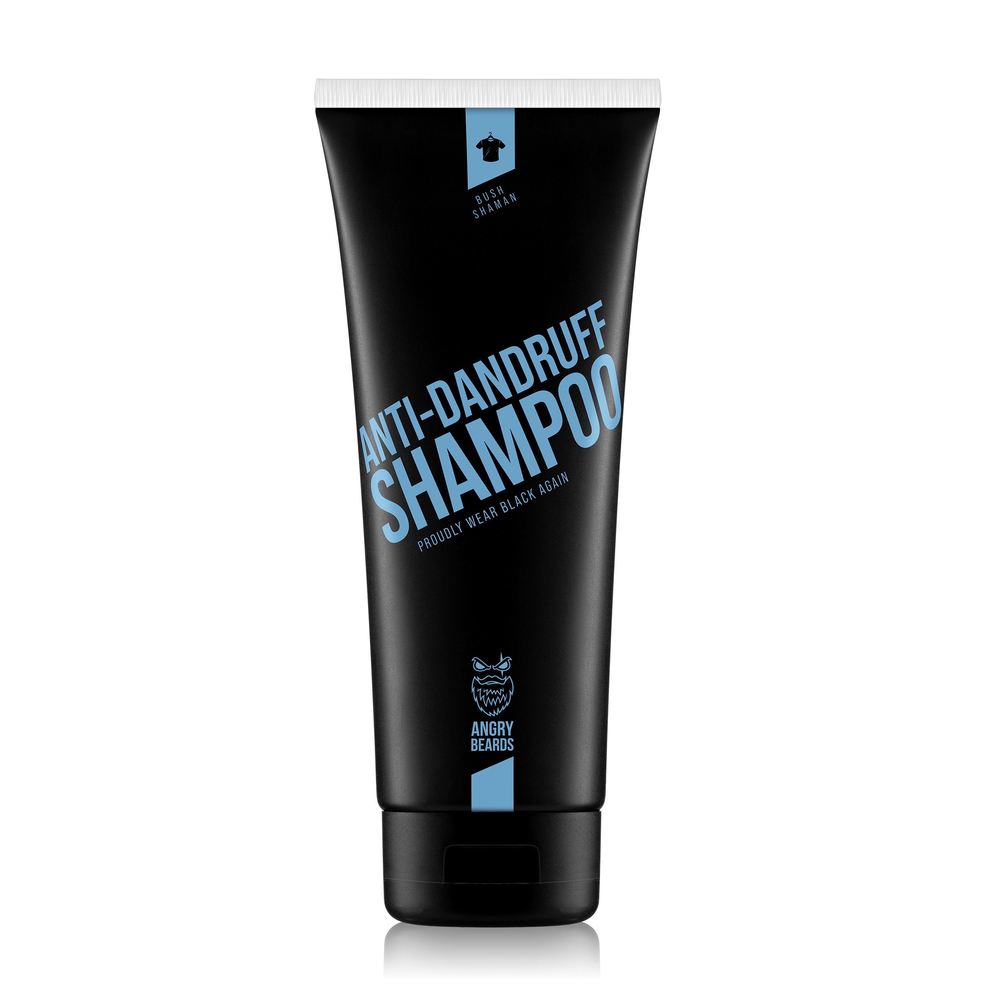 BUSH
SHAMAN
ANTI-DANDRUFF
SHAMPOO
PROUDLY WEAR BLACK AGAIN
ANGRY
BEARDS